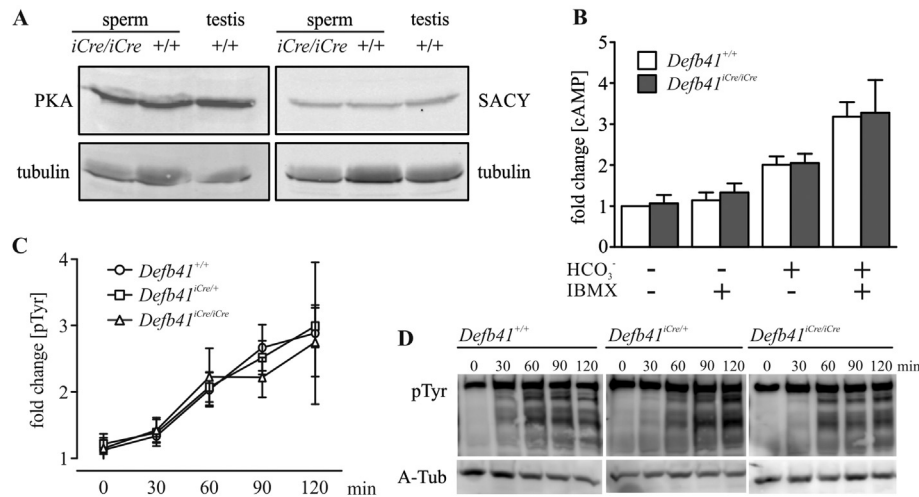 A
sperm testis sperm testis
iCre/iCre +/+ +/+ iCre/iCre +/+ +/+
PKA SACY
tubulin tubulin
B
5
4
3
2
1
0
fold change [cAMP]
Defb41+/+
Defb41iCre/iCre
HCO3- - - + +
IBMX - + - +
C
4
3
2
1
fold change [pTyr]
Defb41+/+
Defb41iCre/+
Defb41iCre/iCre
0 30 60 90 120 min
D
Defb41+/+ Defb41iCre/+ Defb41iCre/iCre
0 30 60 90 120 0 30 60 90 120 0 30 60 90 120 min
pTyr
A-Tub